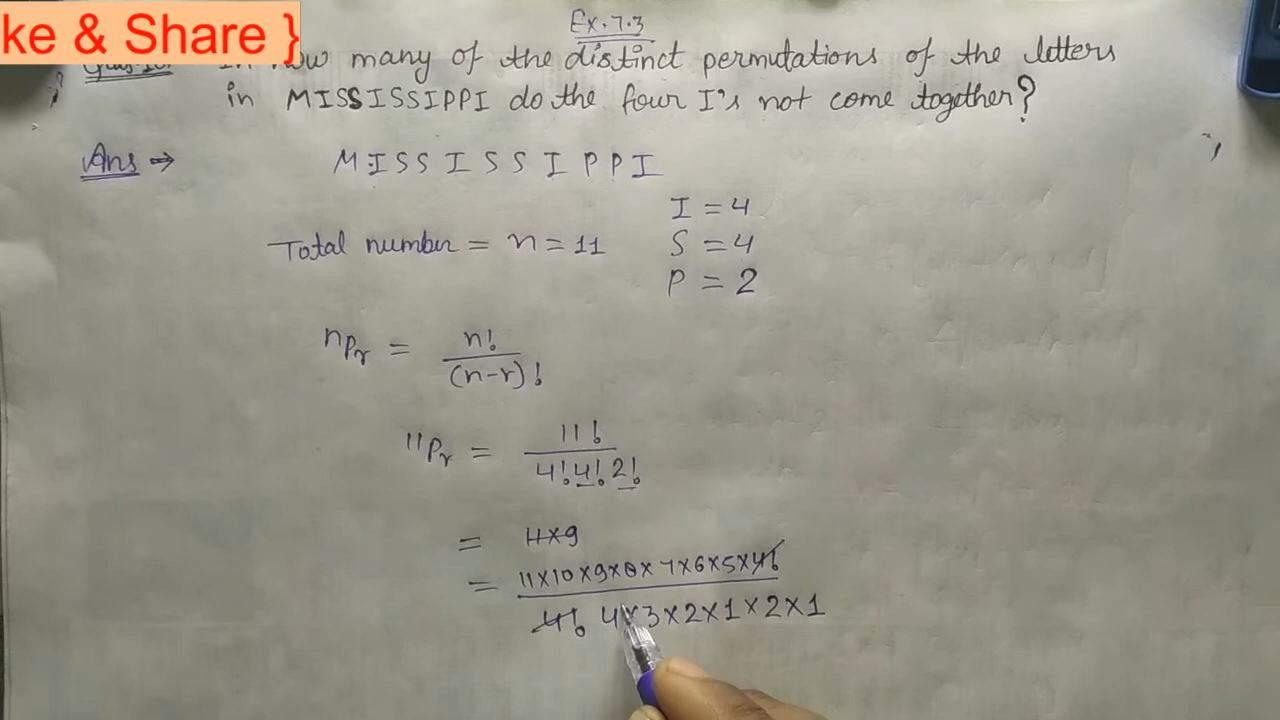 ke & Share }
Ex. 7.3
how many of the distinct permutations of the letters
in MISSISSIPPI do the four I's not come together?
Ans ⇒ M I S S I S S I P P I
I = 4
Total number = n = 11 S = 4
P = 2
nPr = n! / (n-r)!
11Pr = 11! / 4! 4! 2!
= 11×9
= 11×10×9×8×7×6×5×4! / 4! 4×3×2×1×2×1